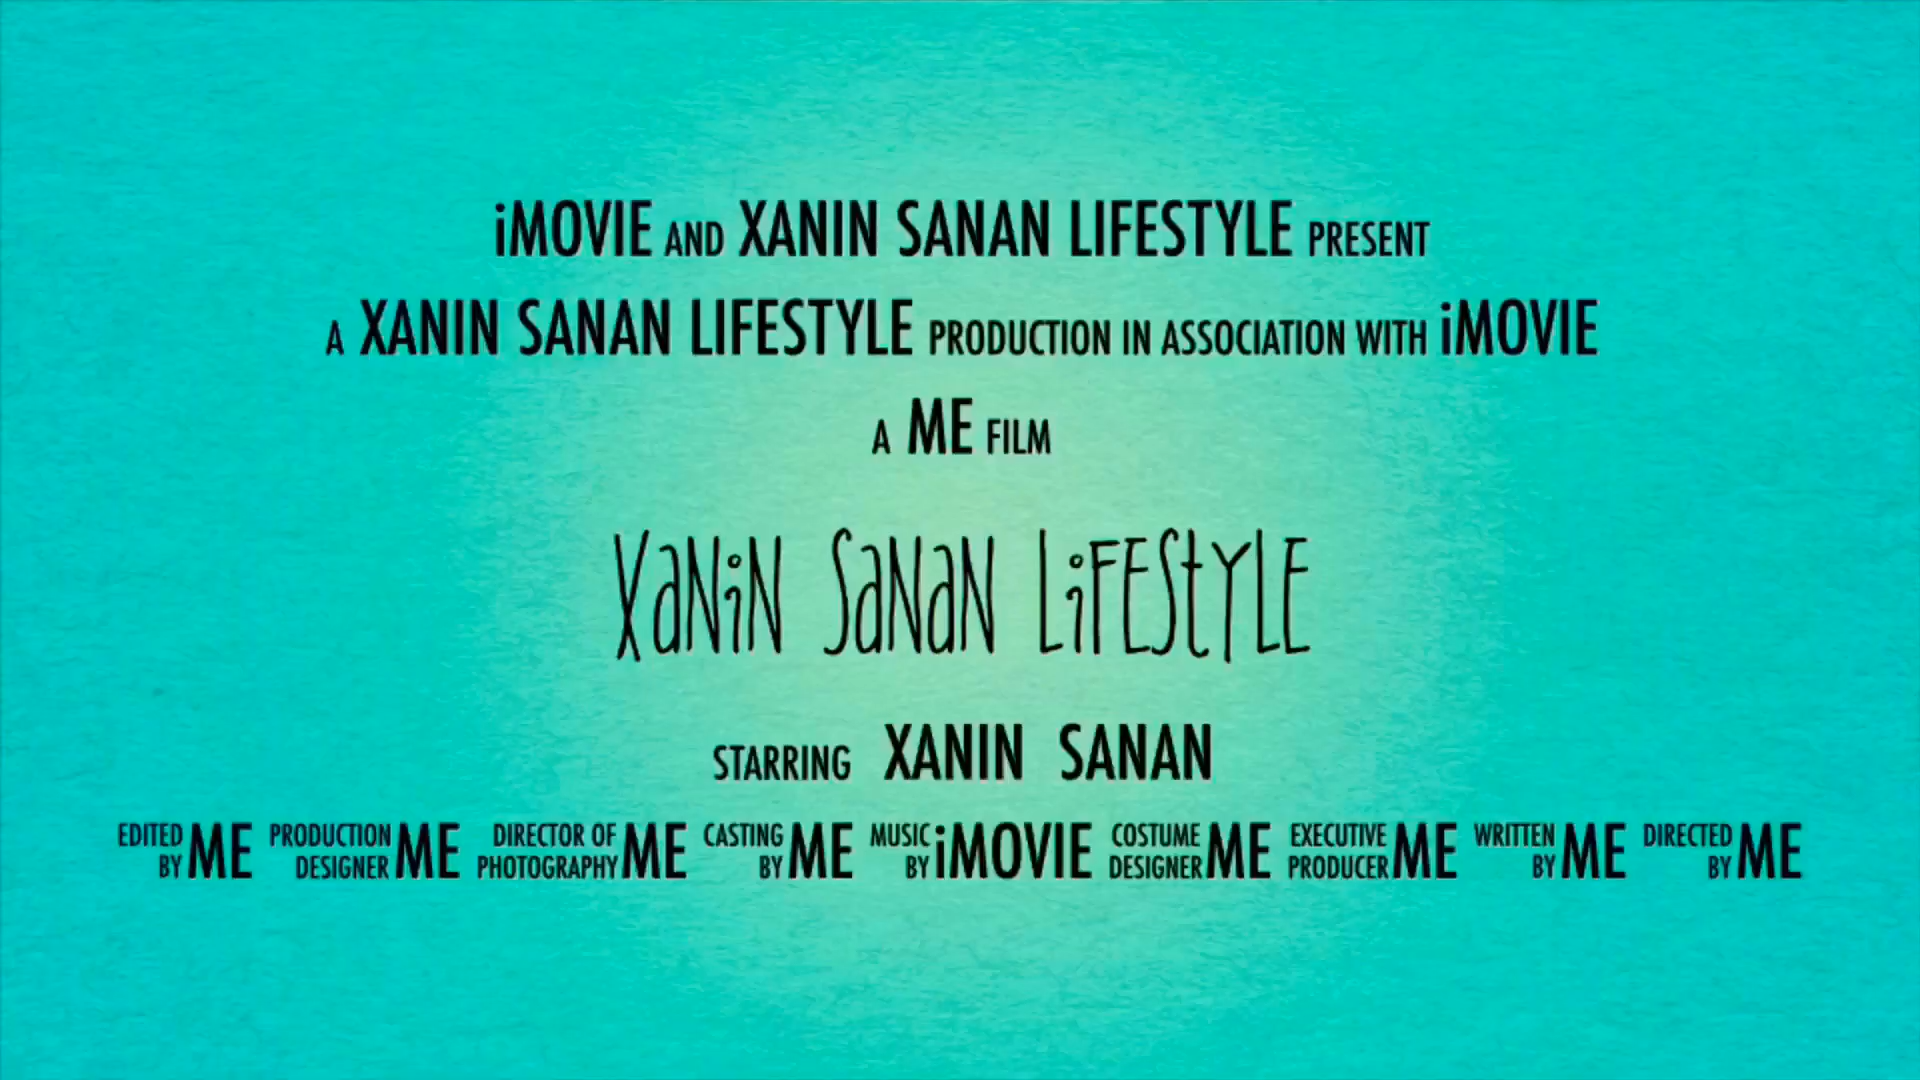 iMOVIE AND XANIN SANAN LIFESTYLE PRESENT
A XANIN SANAN LIFESTYLE PRODUCTION IN ASSOCIATION WITH iMOVIE
A ME FILM
XaNiN SaNaN LiFEStYLE
STARRING XANIN SANAN
EDITED BY ME PRODUCTION DESIGNER ME DIRECTOR OF PHOTOGRAPHY ME CASTING BY ME MUSIC BY iMOVIE COSTUME DESIGNER ME EXECUTIVE PRODUCER ME WRITTEN BY ME DIRECTED BY ME